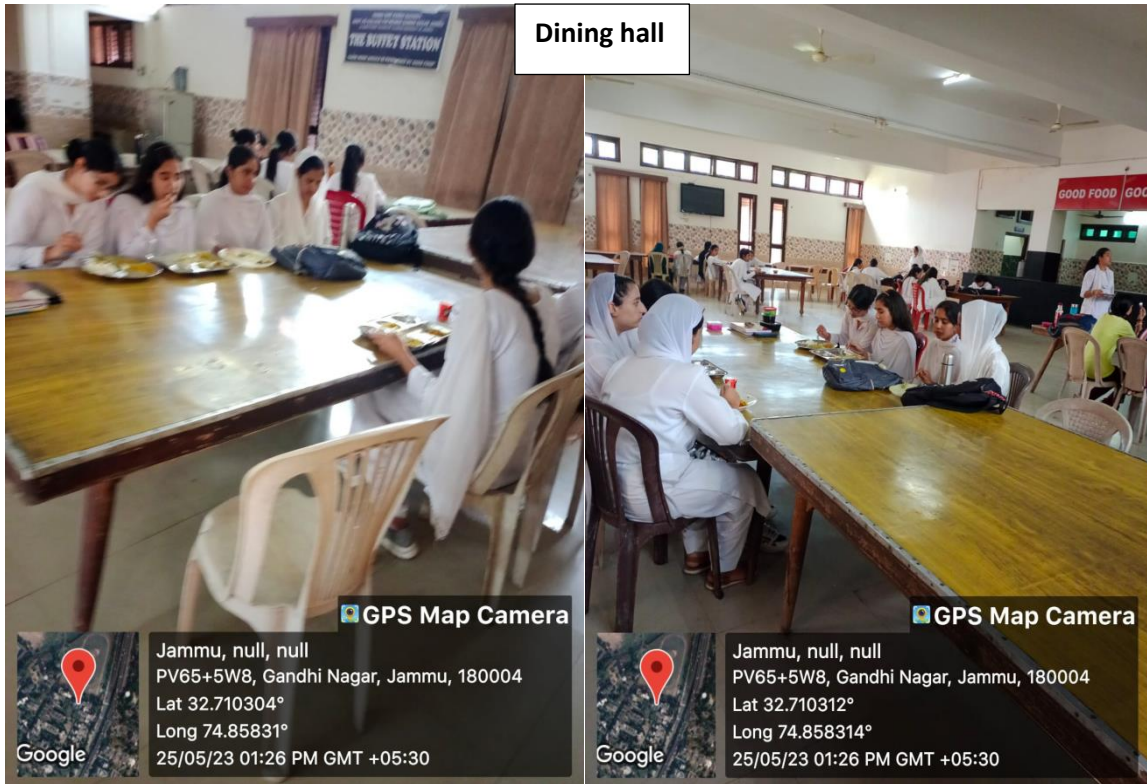 Dining hall
THE BUFFET STATION
GOOD FOOD GOO
GPS Map Camera
Jammu, null, null
PV65+5W8, Gandhi Nagar, Jammu, 180004
Lat 32.710304°
Long 74.85831°
25/05/23 01:26 PM GMT +05:30
Google
GPS Map Camera
Jammu, null, null
PV65+5W8, Gandhi Nagar, Jammu, 180004
Lat 32.710312°
Long 74.858314°
25/05/23 01:26 PM GMT +05:30
Google